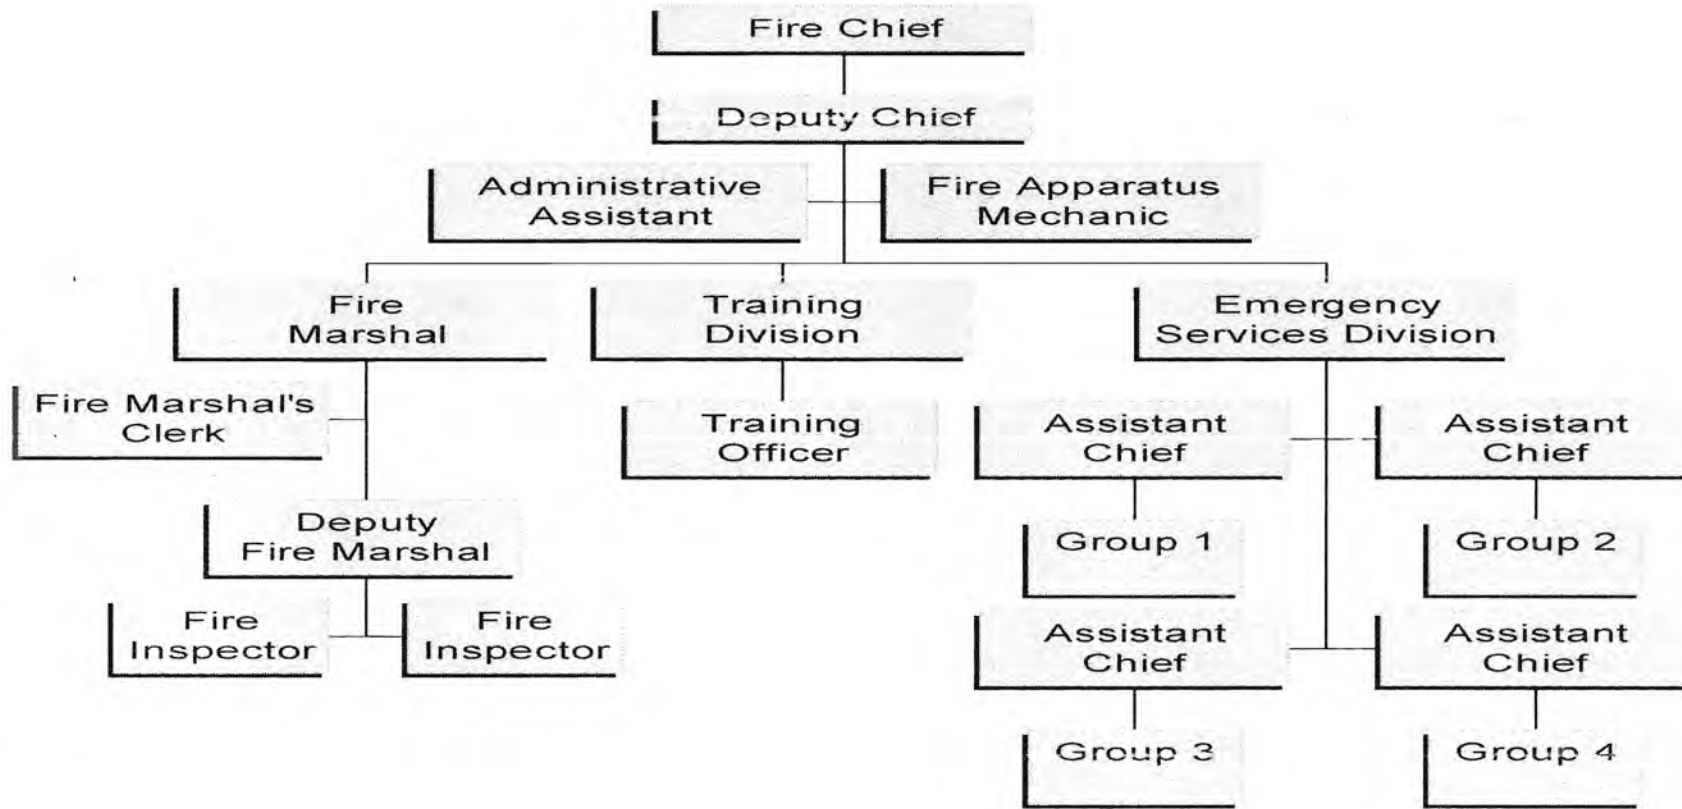 Fire Chief
Deputy Chief
Administrative
Assistant
Fire Apparatus
Mechanic
Fire
Marshal
Training
Division
Emergency
Services Division
Fire Marshal's
Clerk
Training
Officer
Assistant
Chief
Assistant
Chief
Deputy
Fire Marshal
Group 1
Group 2
Fire
Inspector
Fire
Inspector
Assistant
Chief
Assistant
Chief
Group 3
Group 4